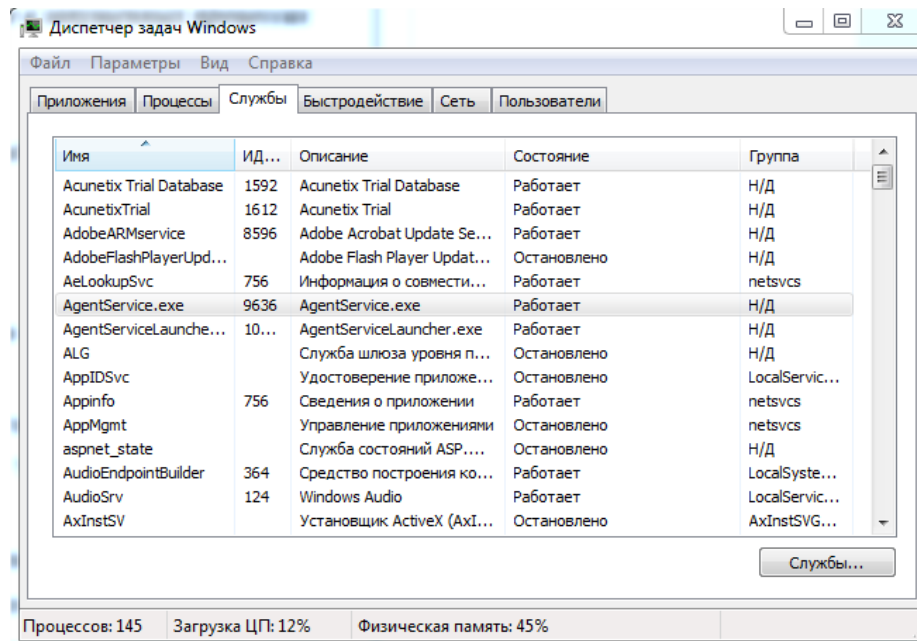 Диспетчер задач Windows
Файл Параметры Вид Справка
Приложения Процессы Службы Быстродействие Сеть Пользователи
Имя ИД... Описание Состояние Группа
Acunetix Trial Database 1592 Acunetix Trial Database Работает Н/Д
AcunetixTrial 1612 Acunetix Trial Работает Н/Д
AdobeARMservice 8596 Adobe Acrobat Update Se... Работает Н/Д
AdobeFlashPlayerUpd... Adobe Flash Player Updat... Остановлено Н/Д
AeLookupSvc 756 Информация о совмести... Работает netsvcs
AgentService.exe 9636 AgentService.exe Работает Н/Д
AgentServiceLaunche... 10... AgentServiceLauncher.exe Работает Н/Д
ALG Служба шлюза уровня п... Остановлено Н/Д
AppIDSvc Удостоверение приложе... Остановлено LocalServic...
Appinfo 756 Сведения о приложении Работает netsvcs
AppMgmt Управление приложениями Остановлено netsvcs
aspnet_state Служба состояний ASP.... Остановлено Н/Д
AudioEndpointBuilder 364 Средство построения ко... Работает LocalSyste...
AudioSrv 124 Windows Audio Работает LocalServic...
AxInstSV Установщик ActiveX (AxI... Остановлено AxInstSVG...
Службы...
Процессов: 145 Загрузка ЦП: 12% Физическая память: 45%